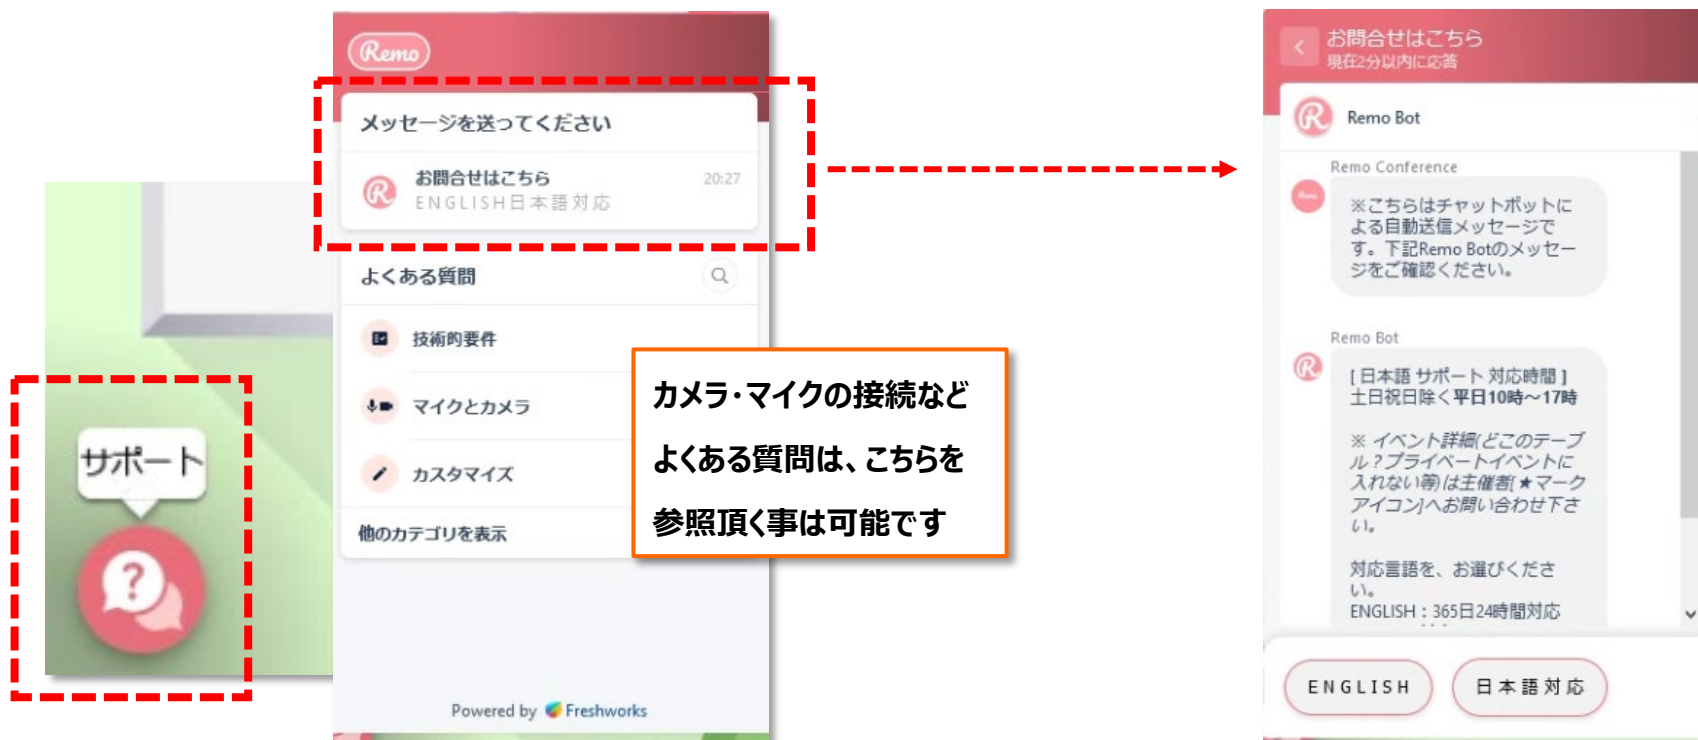 サポート
Remo
メッセージを送ってください
お問合せはこちら
20:27
ENGLISH日本語対応
よくある質問
技術的要件
マイクとカメラ
カスタマイズ
他のカテゴリを表示
Powered by Freshworks
カメラ・マイクの接続など
よくある質問は、こちらを
参照頂く事は可能です
お問合せはこちら
現在2分以内に応答
Remo Bot
Remo Conference
※こちらはチャットボットに
よる自動送信メッセージで
す。下記Remo Botのメッセー
ジをご確認ください。
Remo Bot
[ 日本語 サポート 対応時間 ]
土日祝日除く平日10時～17時
※ イベント詳細(どこのテーブ
ル？プライベートイベントに
入れない等)は主催者[★マーク
アイコン]へお問い合わせ下さ
い。
対応言語を、お選びくださ
い。
ENGLISH：365日24時間対応
ENGLISH
日本語対応